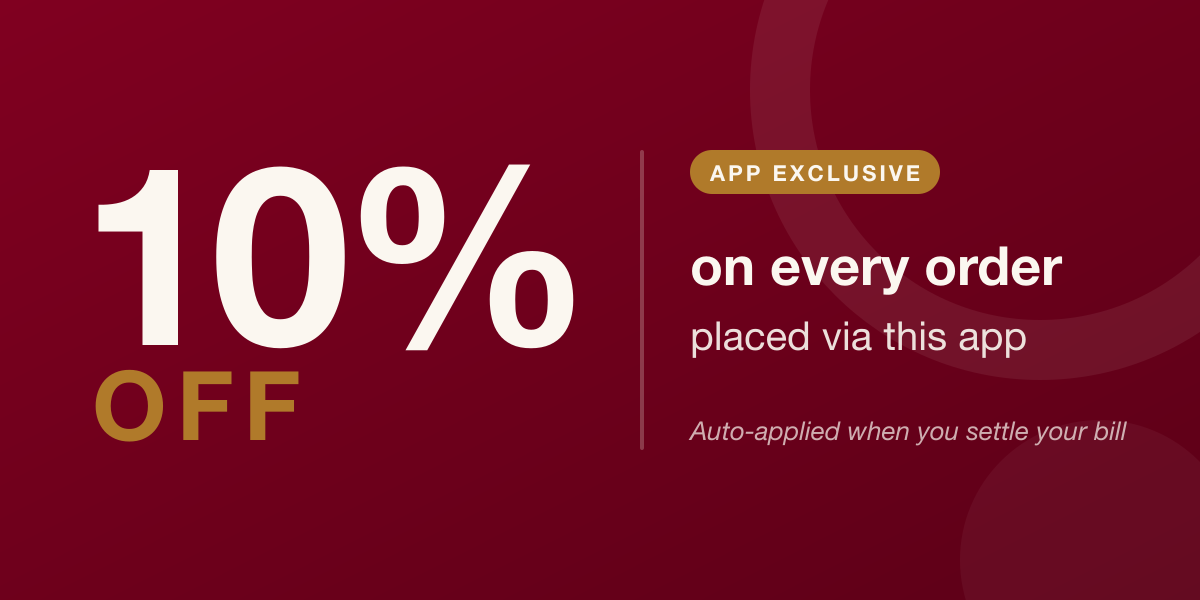 10%
OFF
APP EXCLUSIVE
on every order
placed via this app
Auto-applied when you settle your bill